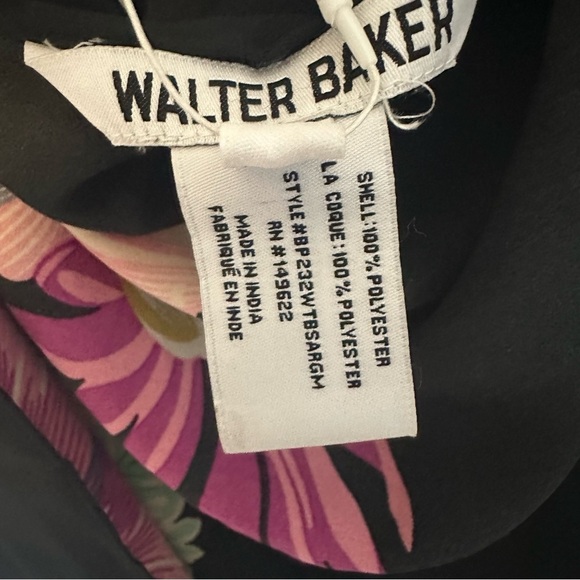 WALTER BAKER
SHELL:100% POLYESTER
LA COQUE:100% POLYESTER
STYLE #BP232WTBSARGM
RN #149622
MADE IN INDIA
FABRIQUÉ EN INDE